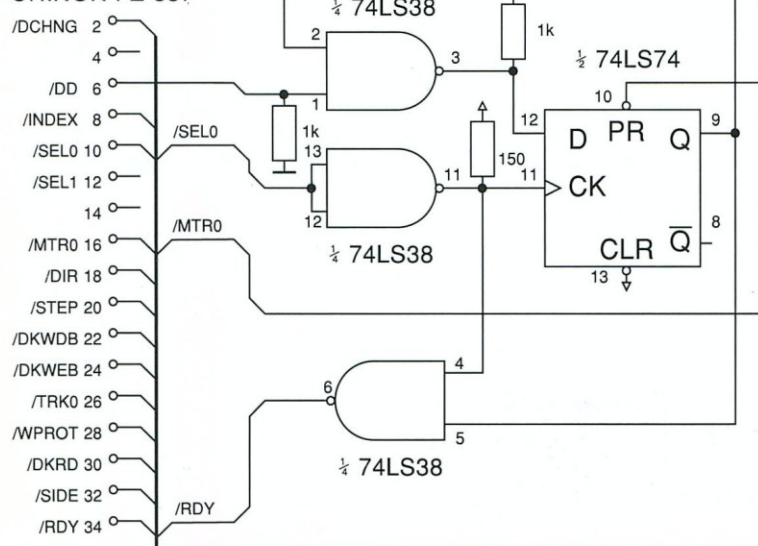 ¼ 74LS38
/DCHNG 2
4
/DD 6
/INDEX 8
/SEL0 10
/SEL1 12
14
/MTR0 16
/DIR 18
/STEP 20
/DKWDB 22
/DKWEB 24
/TRK0 26
/WPROT 28
/DKRD 30
/SIDE 32
/RDY 34
/SEL0
/MTR0
/RDY
2
1
3
1k
1k
13
12
11
¼ 74LS38
150
½ 74LS74
10
12
D PR Q
9
11
CK
8
Q
CLR
13
6
4
5
¼ 74LS38